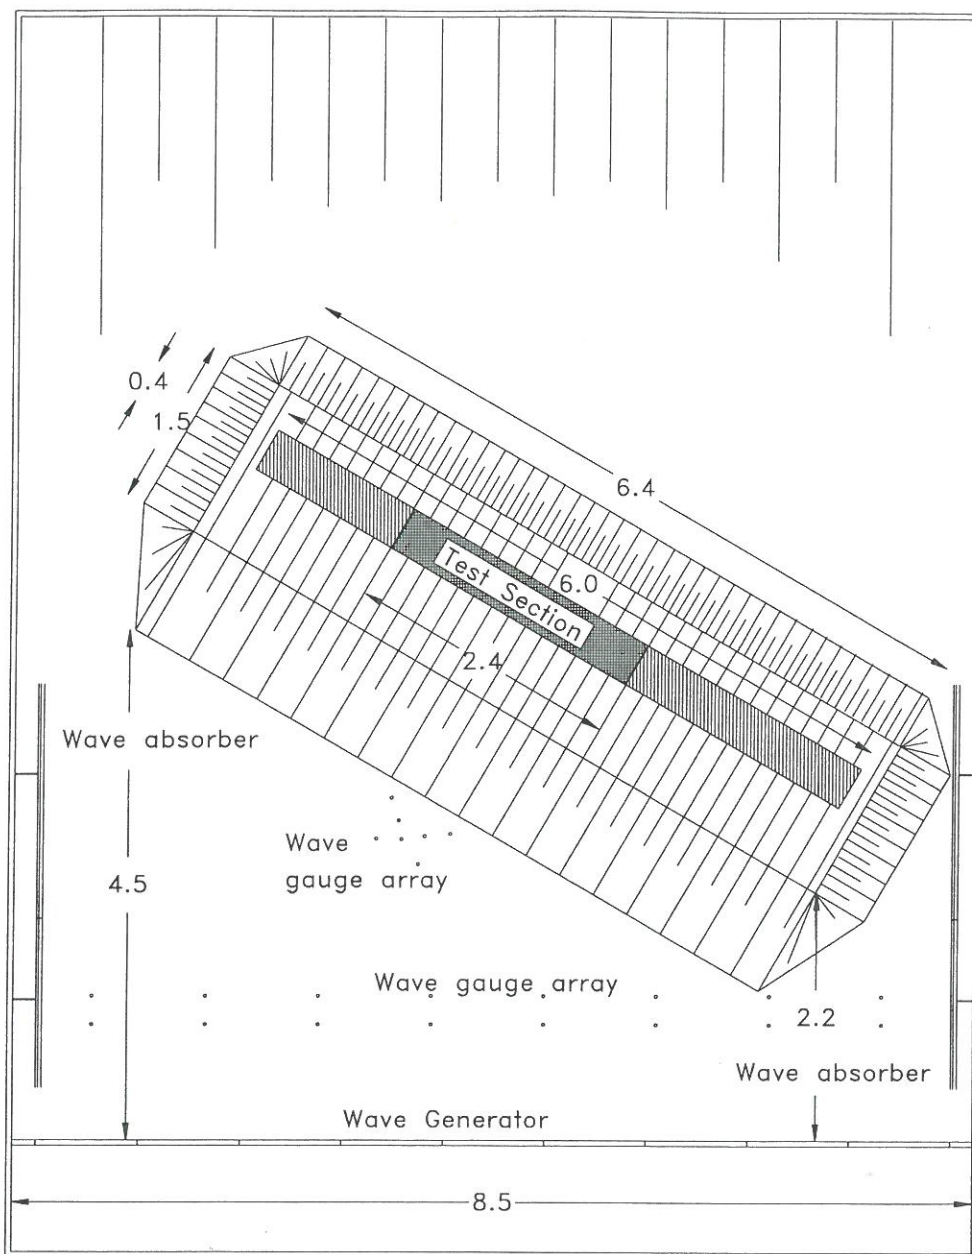 0.4
1.5
6.4
Test Section
6.0
2.4
Wave absorber
Wave
gauge array
4.5
Wave gauge array
2.2
Wave absorber
Wave Generator
8.5